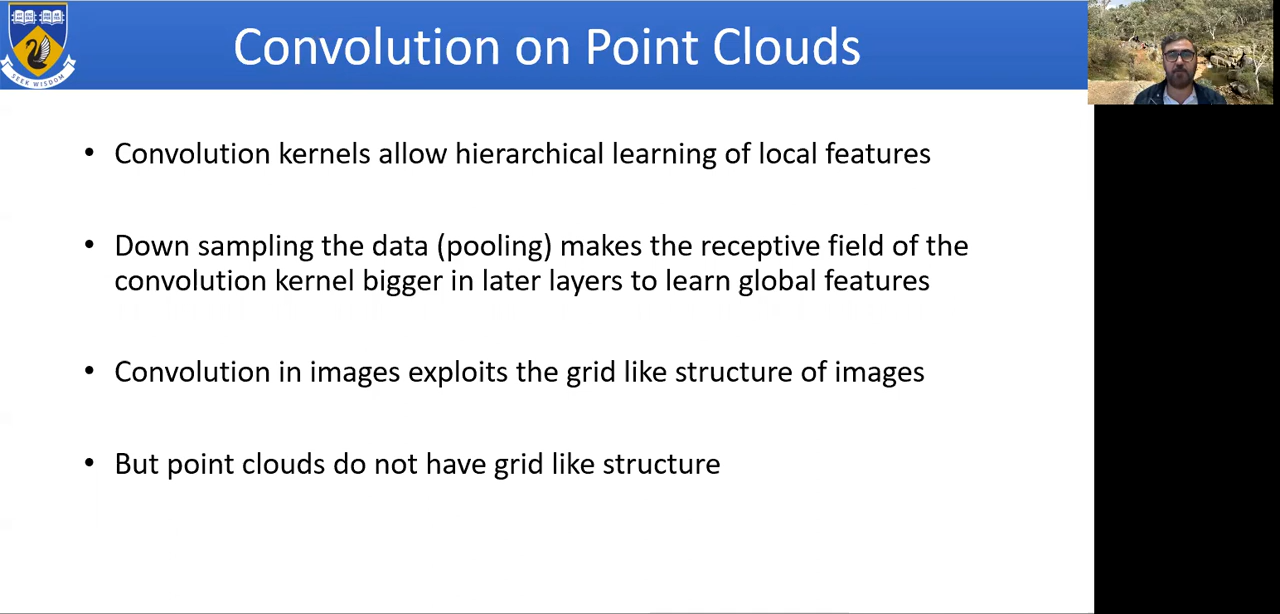 Convolution on Point Clouds
SEEK WISDOM
• Convolution kernels allow hierarchical learning of local features
• Down sampling the data (pooling) makes the receptive field of the
convolution kernel bigger in later layers to learn global features
• Convolution in images exploits the grid like structure of images
• But point clouds do not have grid like structure